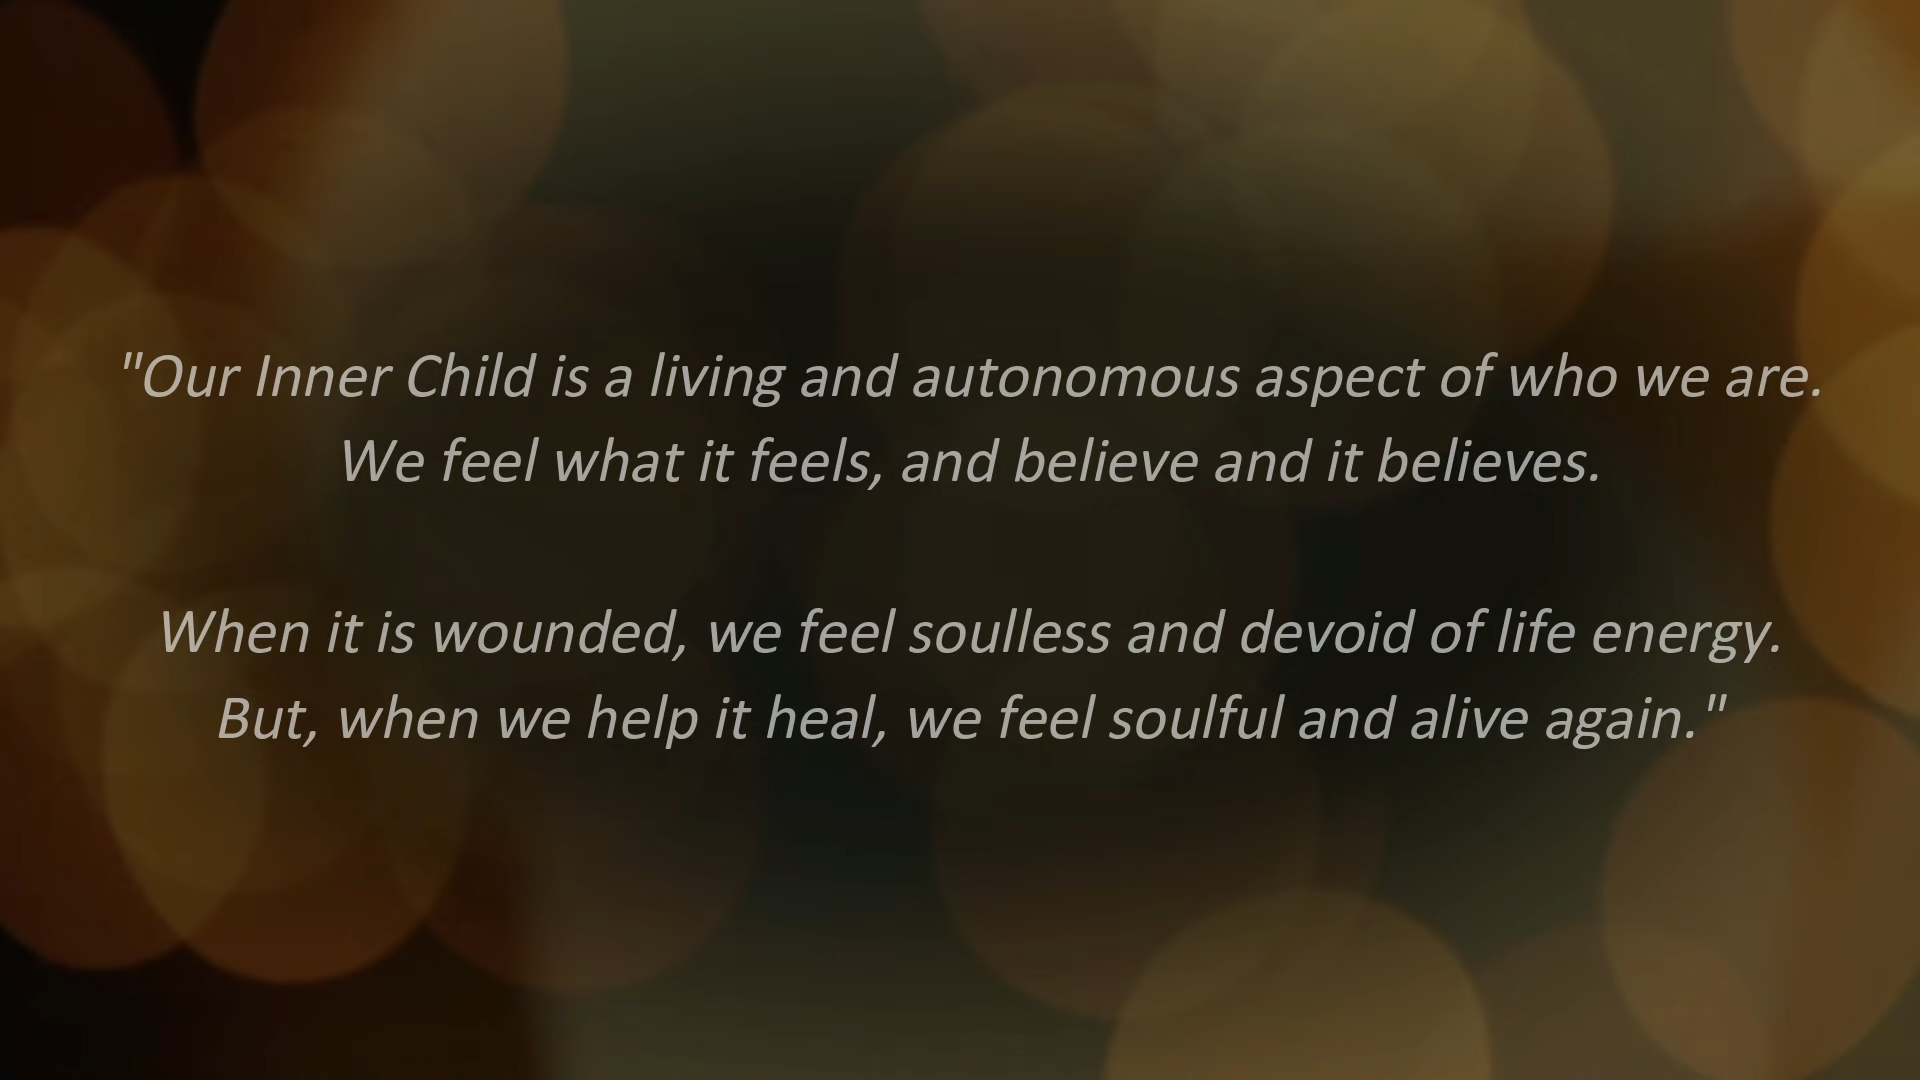 "Our Inner Child is a living and autonomous aspect of who we are.
We feel what it feels, and believe and it believes.
When it is wounded, we feel soulless and devoid of life energy.
But, when we help it heal, we feel soulful and alive again."